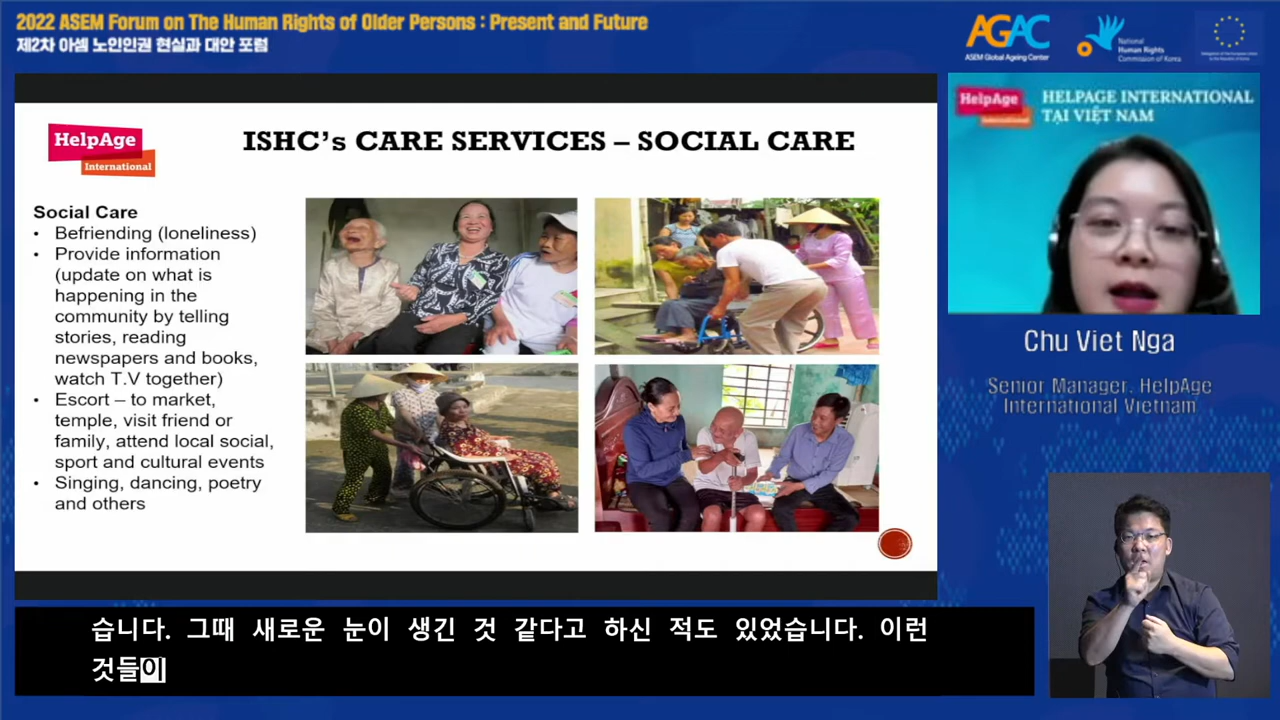 2022 ASEM Forum on The Human Rights of Older Persons : Present and Future
제2차 아셈 노인인권 현실과 대안 포럼
AGAC
ASEM Global Ageing Center
National
Human Rights
Commission of Korea
HelpAge
International
ISHC's CARE SERVICES – SOCIAL CARE
Social Care
• Befriending (loneliness)
• Provide information
(update on what is
happening in the
community by telling
stories, reading
newspapers and books,
watch T.V together)
• Escort – to market,
temple, visit friend or
family, attend local social,
sport and cultural events
• Singing, dancing, poetry
and others
HelpAge
International
HELPAGE INTERNATIONAL
TẠI VIỆT NAM
Chu Viet Nga
Senior Manager, HelpAge
International Vietnam
습니다. 그때 새로운 눈이 생긴 것 같다고 하신 적도 있었습니다. 이런
것들이